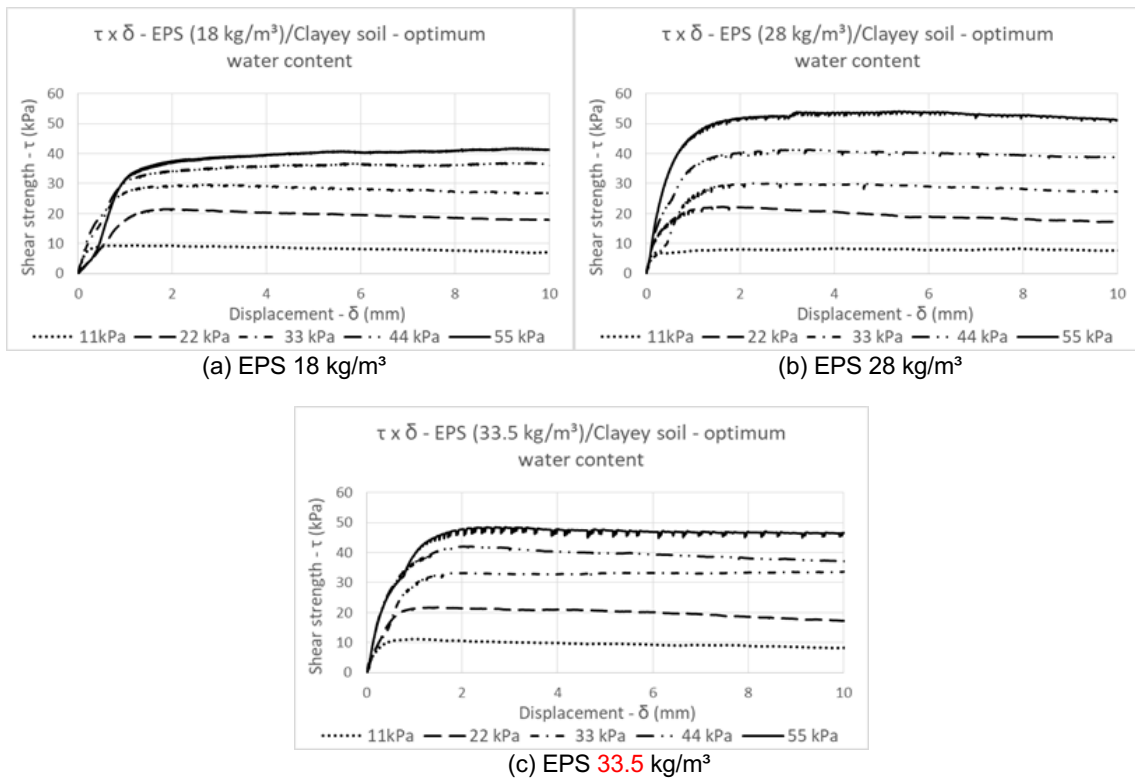 τ x δ - EPS (18 kg/m³)/Clayey soil - optimum
water content
Shear strength - τ (kPa)
60
50
40
30
20
10
0
0 2 4 6 8 10
Displacement - δ (mm)
11kPa 22 kPa 33 kPa 44 kPa 55 kPa
(a) EPS 18 kg/m³
τ x δ - EPS (28 kg/m³)/Clayey soil - optimum
water content
Shear strength - τ (kPa)
60
50
40
30
20
10
0
0 2 4 6 8 10
Displacement - δ (mm)
11kPa 22 kPa 33 kPa 44 kPa 55 kPa
(b) EPS 28 kg/m³
τ x δ - EPS (33.5 kg/m³)/Clayey soil - optimum
water content
Shear strength - τ (kPa)
60
50
40
30
20
10
0
0 2 4 6 8 10
Displacement - δ (mm)
11kPa 22 kPa 33 kPa 44 kPa 55 kPa
(c) EPS 33.5 kg/m³